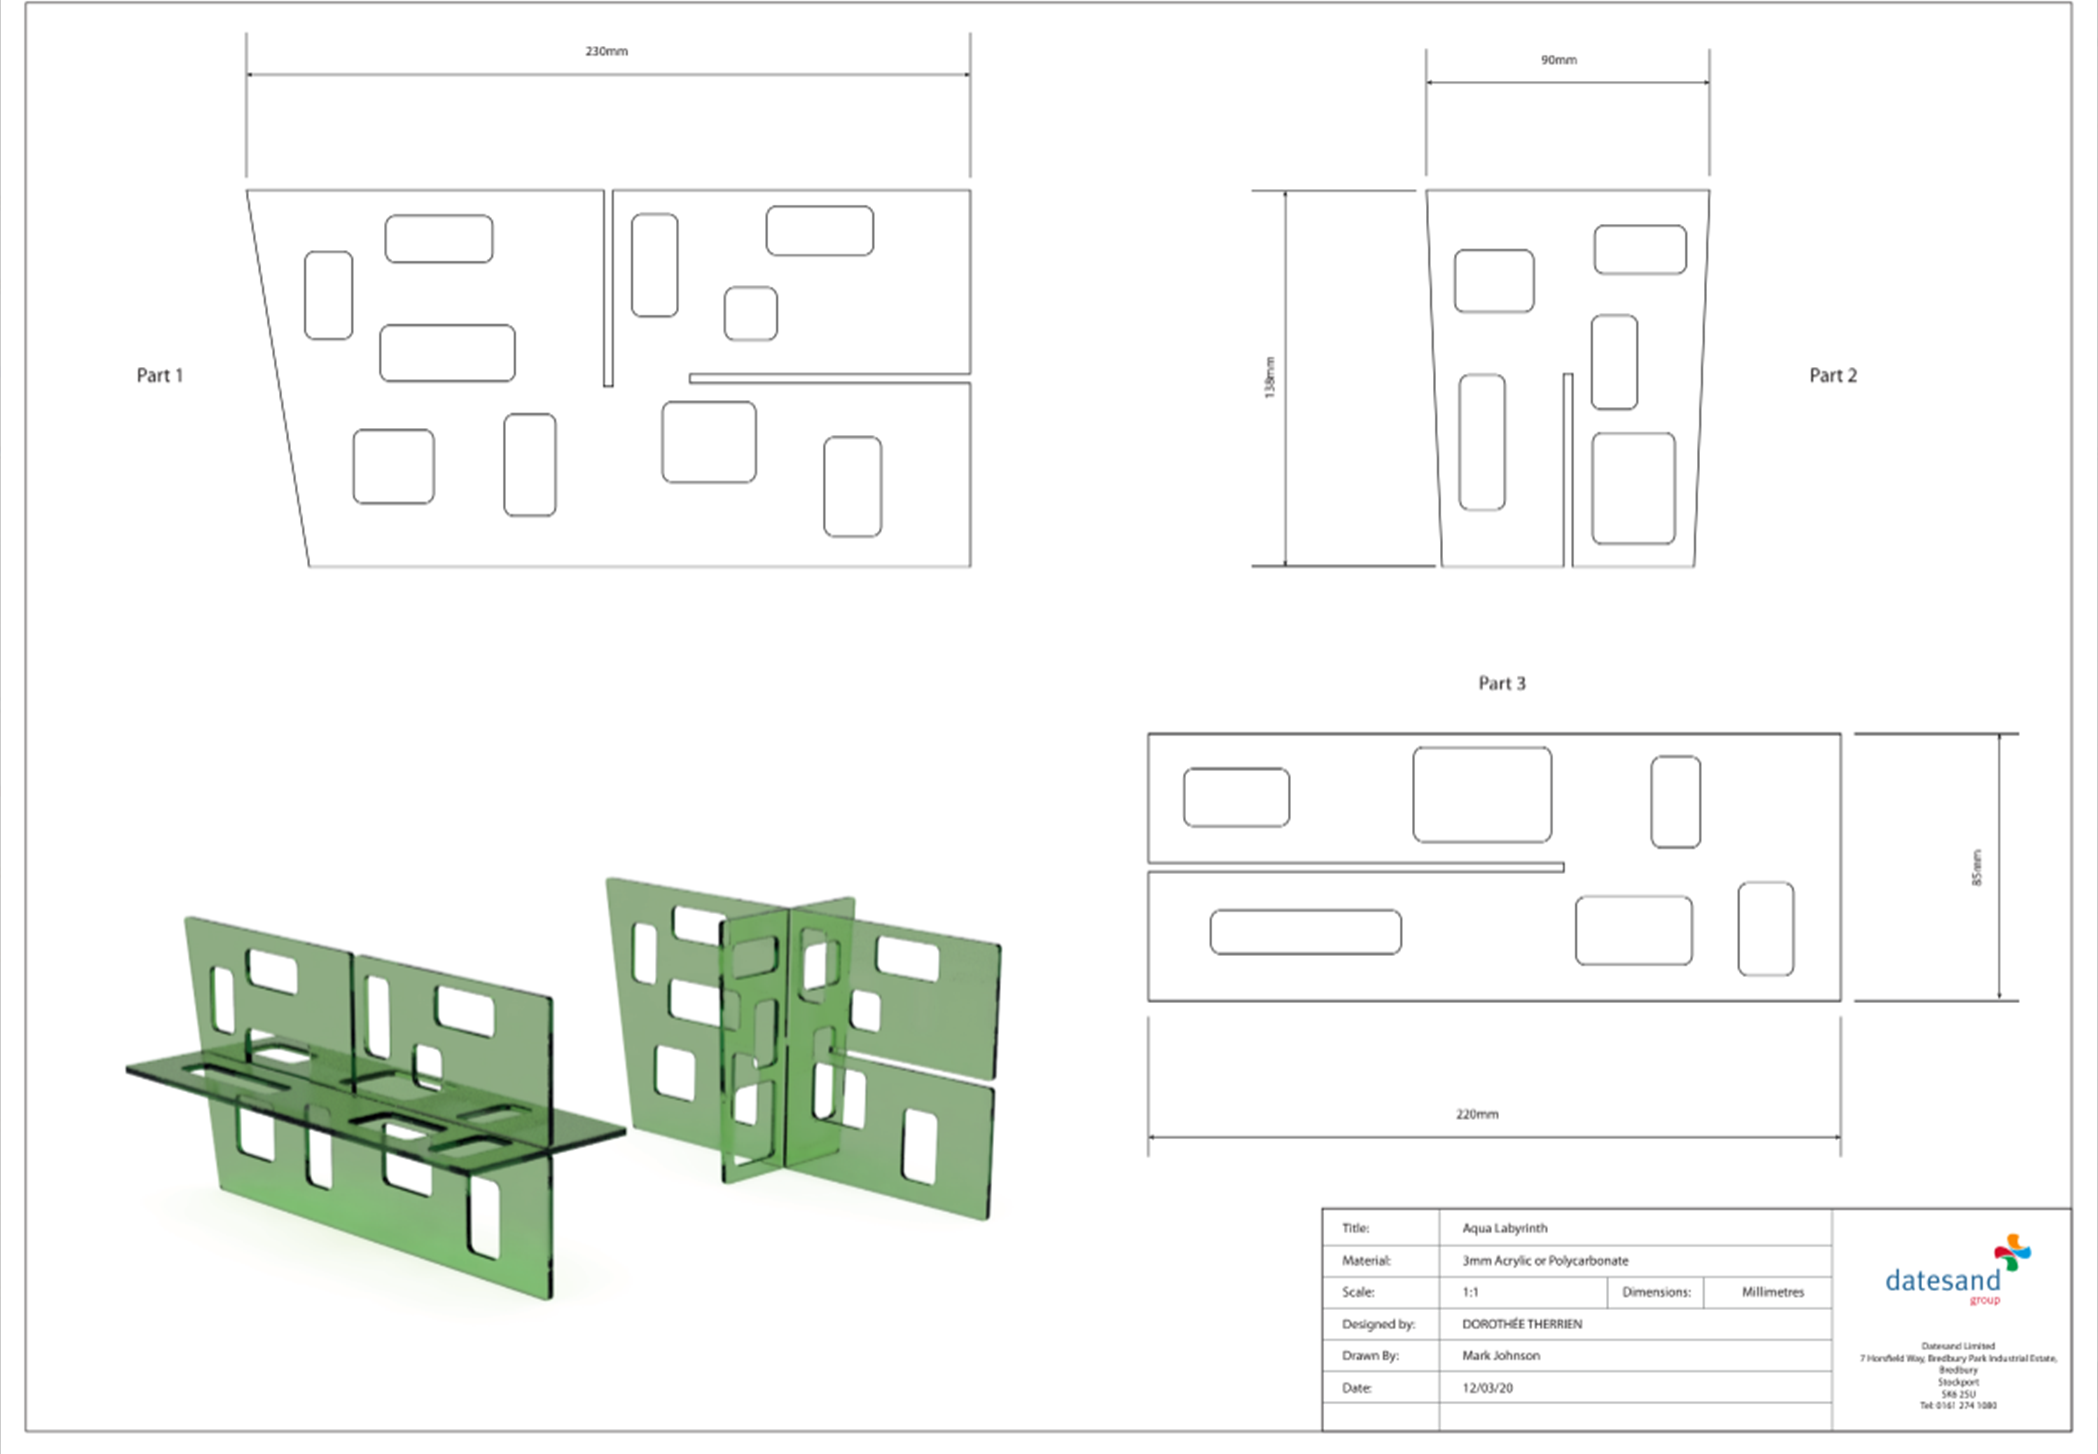 230mm
90mm
138mm
Part 1
Part 2
Part 3
85mm
220mm
Title: Aqua Labyrinth
Material: 3mm Acrylic or Polycarbonate
Scale: 1:1 Dimensions: Millimetres
Designed by: DOROTHÉE THERRIEN
Drawn By: Mark Johnson
Date: 12/03/20
datesand
group
Datesand Limited
7 Horsfield Way, Bredbury Park Industrial Estate,
Bredbury
Stockport
SK6 2SU
Tel: 0161 274 1080